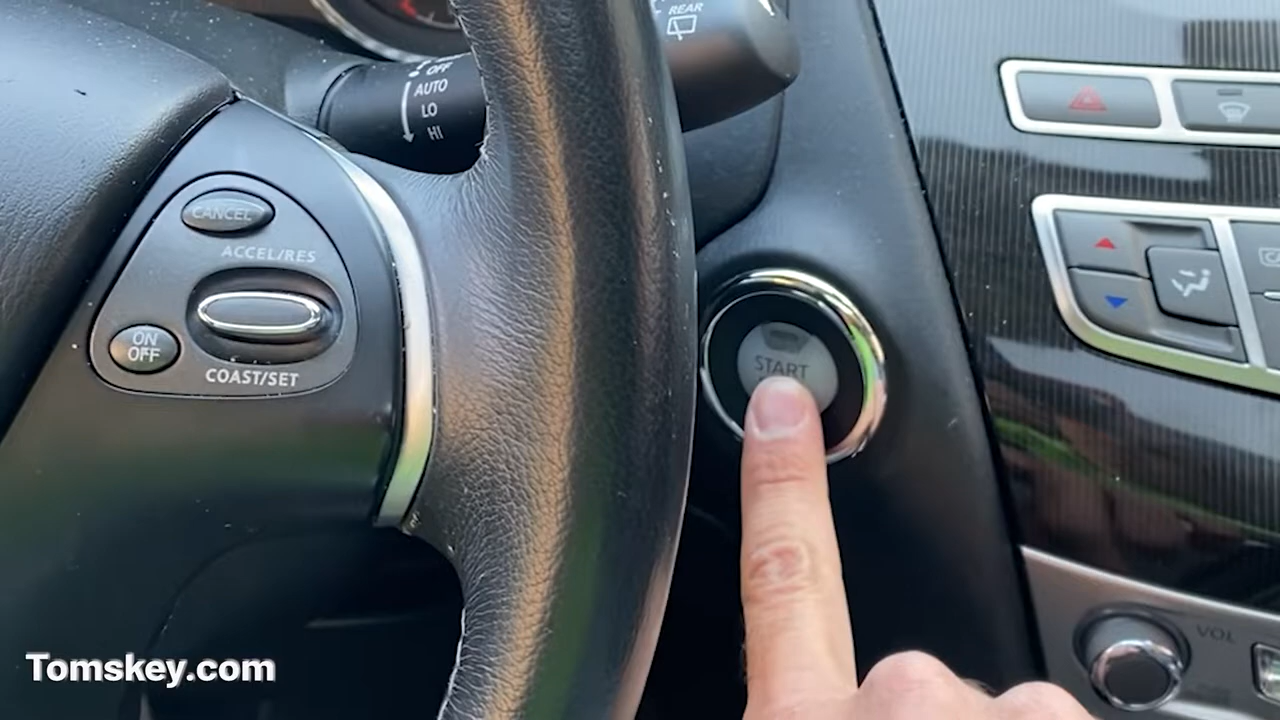 REAR
OFF
AUTO
LO
HI
CANCEL
ACCEL/RES
ON
OFF
COAST/SET
START
VOL
Tomskey.com